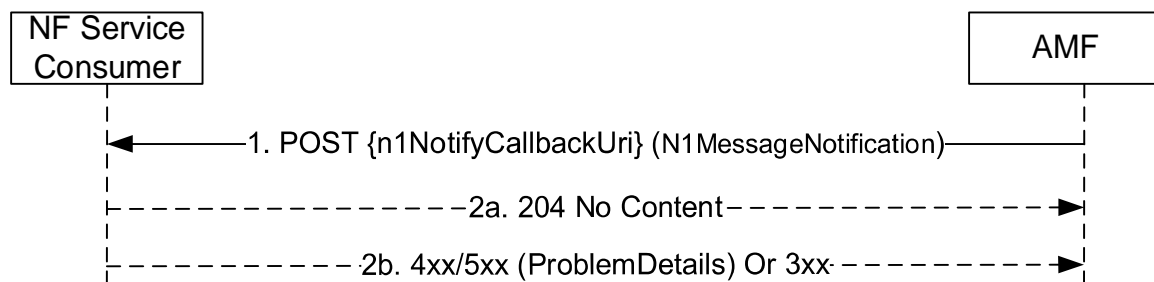 NF Service
Consumer
AMF
1. POST {n1NotifyCallbackUri} (N1MessageNotification)
2a. 204 No Content
2b. 4xx/5xx (ProblemDetails) Or 3xx